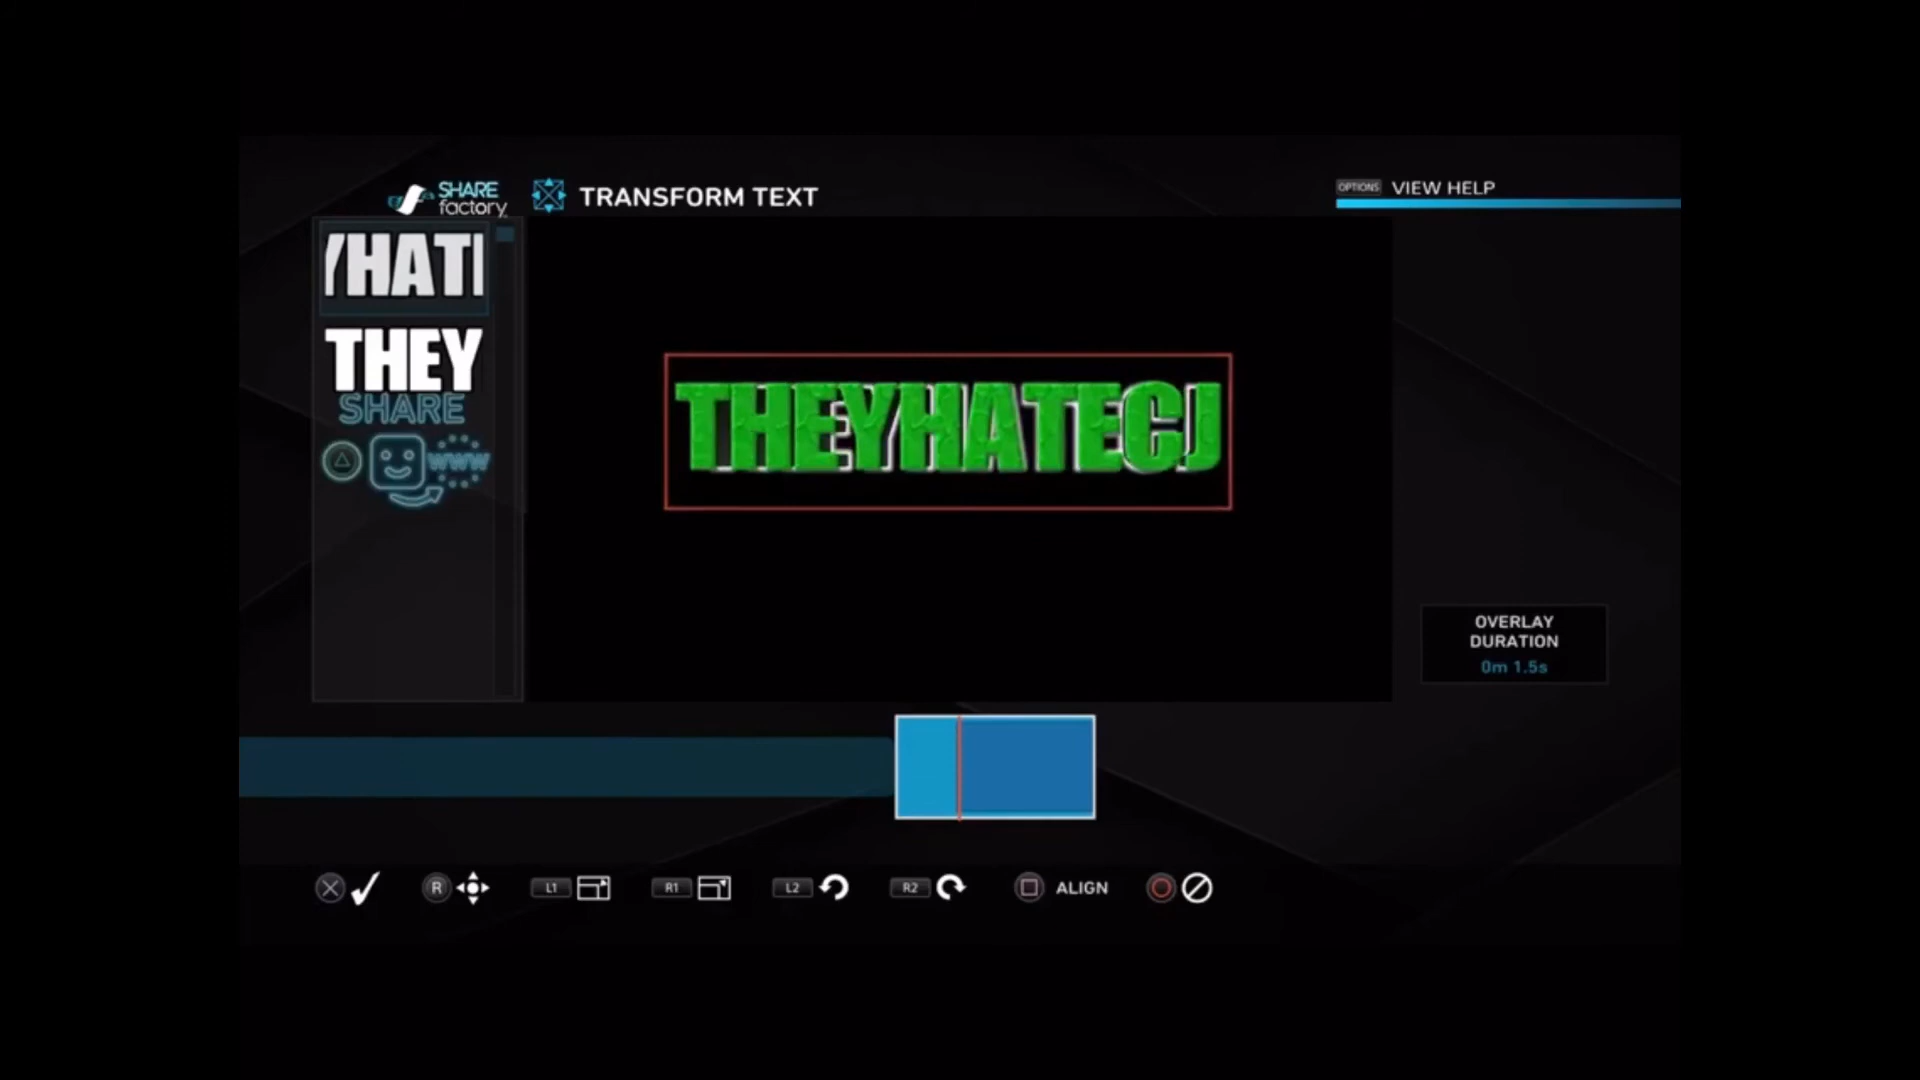 SHARE
factory
TRANSFORM TEXT
OPTIONS VIEW HELP
YHATE
THEY
SHARE
www
THEYHATECJ
OVERLAY
DURATION
0m 1.5s
R
L1
R1
L2
R2
ALIGN